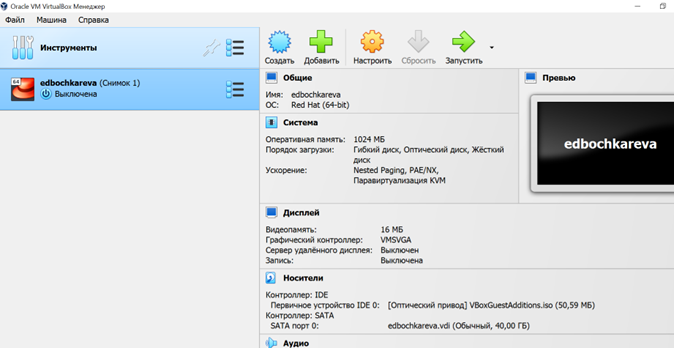 Oracle VM VirtualBox Менеджер
Файл Машина Справка
Инструменты
64
edbochkareva (Снимок 1)
Выключена
Создать Добавить Настроить Сбросить Запустить
Общие
Имя: edbochkareva
ОС: Red Hat (64-bit)
Система
Оперативная память: 1024 МБ
Порядок загрузки: Гибкий диск, Оптический диск, Жёсткий
диск
Ускорение: Nested Paging, PAE/NX,
Паравиртуализация KVM
Превью
edbochkareva
Дисплей
Видеопамять: 16 МБ
Графический контроллер: VMSVGA
Сервер удалённого дисплея: Выключен
Запись: Выключена
Носители
Контроллер: IDE
Первичное устройство IDE 0: [Оптический привод] VBoxGuestAdditions.iso (50,59 МБ)
Контроллер: SATA
SATA порт 0: edbochkareva.vdi (Обычный, 40,00 ГБ)
Аудио